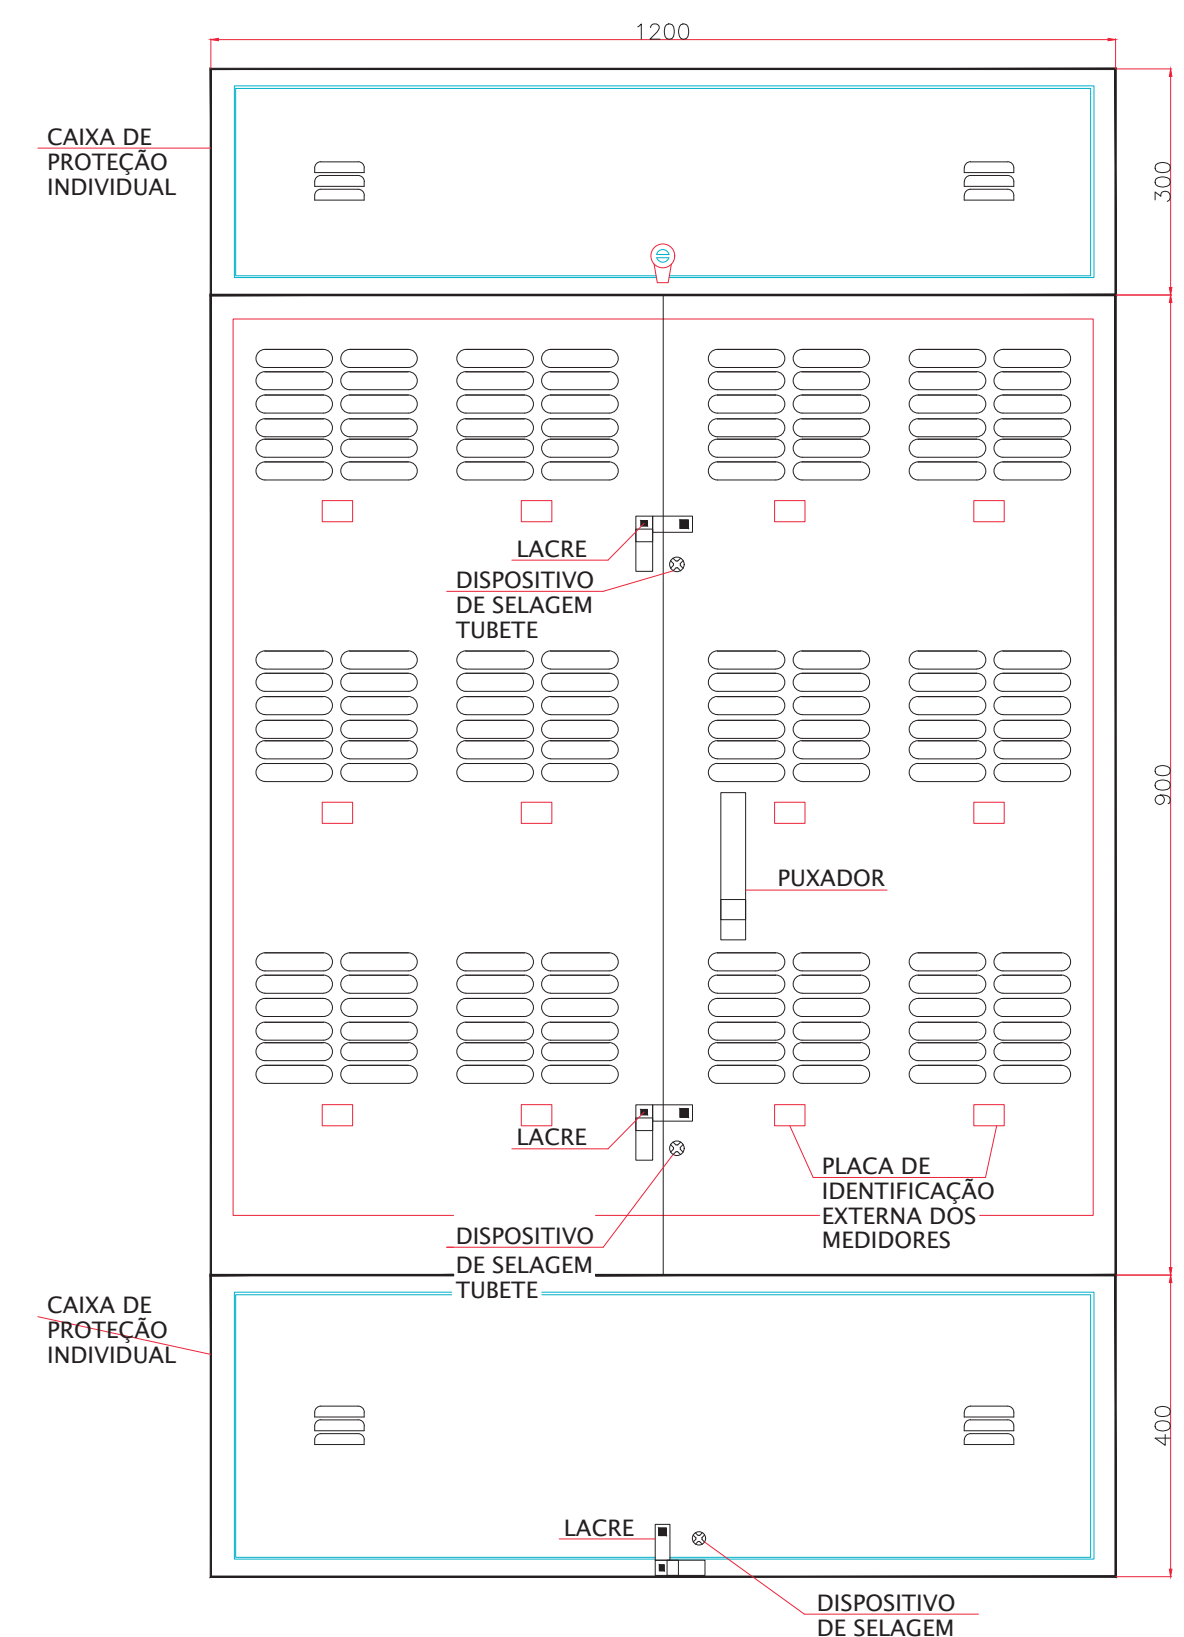 1200
CAIXA DE
PROTEÇÃO
INDIVIDUAL
300
LACRE
DISPOSITIVO
DE SELAGEM
TUBETE
900
PUXADOR
LACRE
PLACA DE
IDENTIFICAÇÃO
EXTERNA DOS
MEDIDORES
DISPOSITIVO
DE SELAGEM
TUBETE
CAIXA DE
PROTEÇÃO
INDIVIDUAL
400
LACRE
DISPOSITIVO
DE SELAGEM